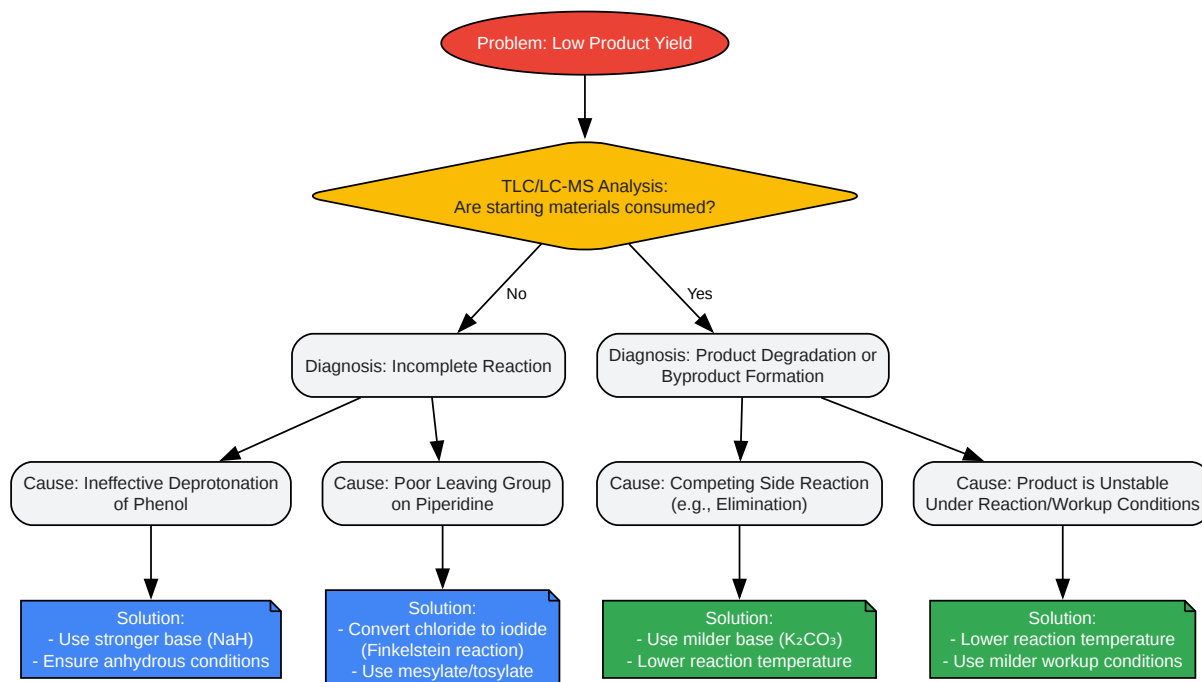 Problem: Low Product Yield
TLC/LC-MS Analysis:
Are starting materials consumed?
No
Yes
Diagnosis: Incomplete Reaction
Diagnosis: Product Degradation or
Byproduct Formation
Cause: Ineffective Deprotonation
of Phenol
Cause: Poor Leaving Group
on Piperidine
Cause: Competing Side Reaction
(e.g., Elimination)
Cause: Product is Unstable
Under Reaction/Workup Conditions
Solution:
- Use stronger base (NaH)
- Ensure anhydrous conditions
Solution:
- Convert chloride to iodide
(Finkelstein reaction)
- Use mesylate/tosylate
Solution:
- Use milder base (K₂CO₃)
- Lower reaction temperature
Solution:
- Lower reaction temperature
- Use milder workup conditions